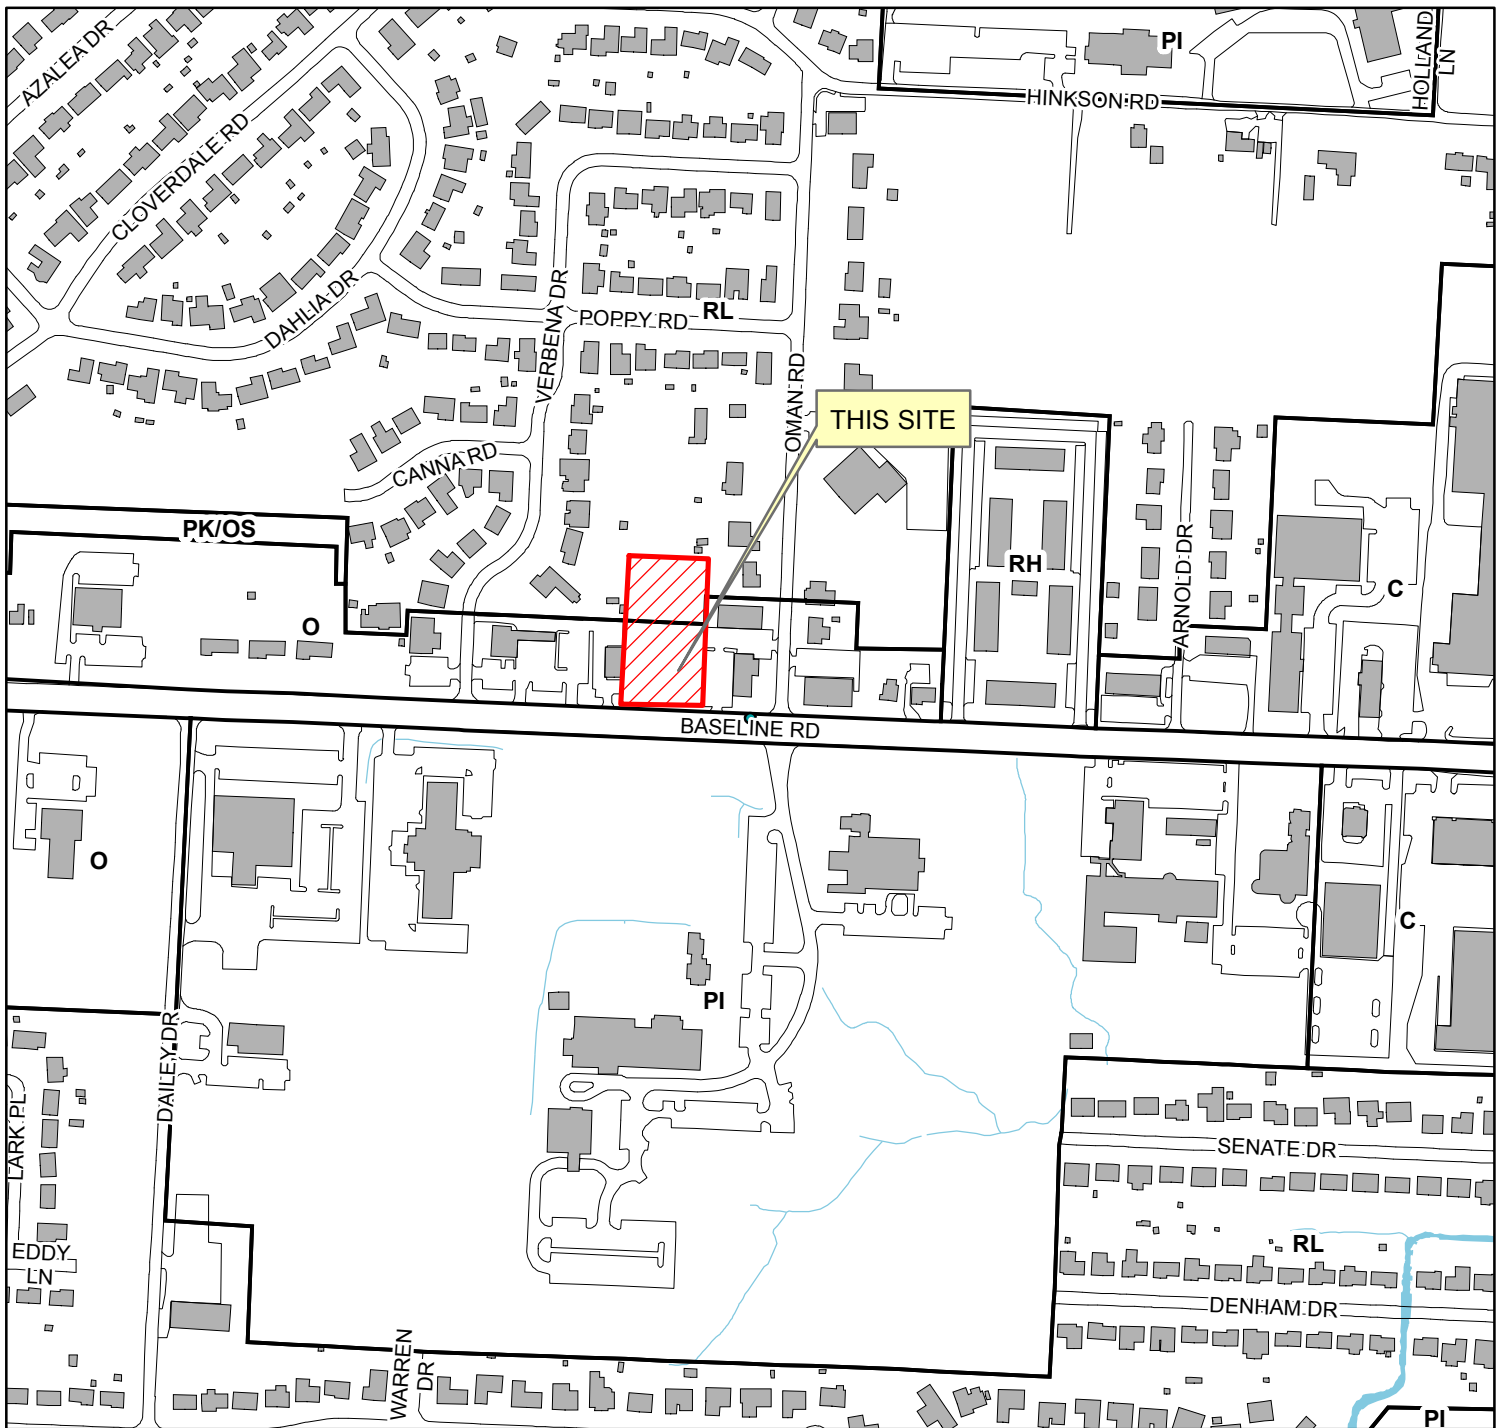 AZALEA DR
PI
HOLLAND
LN
HINKSON RD
CLOVERDALE RD
DAHLIA DR
VERBENA DR
POPPY RD
RL
OMAN RD
THIS SITE
CANNA RD
PK/OS
ARNOLD DR
RH
C
O
BASELINE RD
O
C
PI
DAILEY DR
LARK PL
SENATE DR
EDDY
LN
RL
DENHAM DR
WARREN
DR
PI